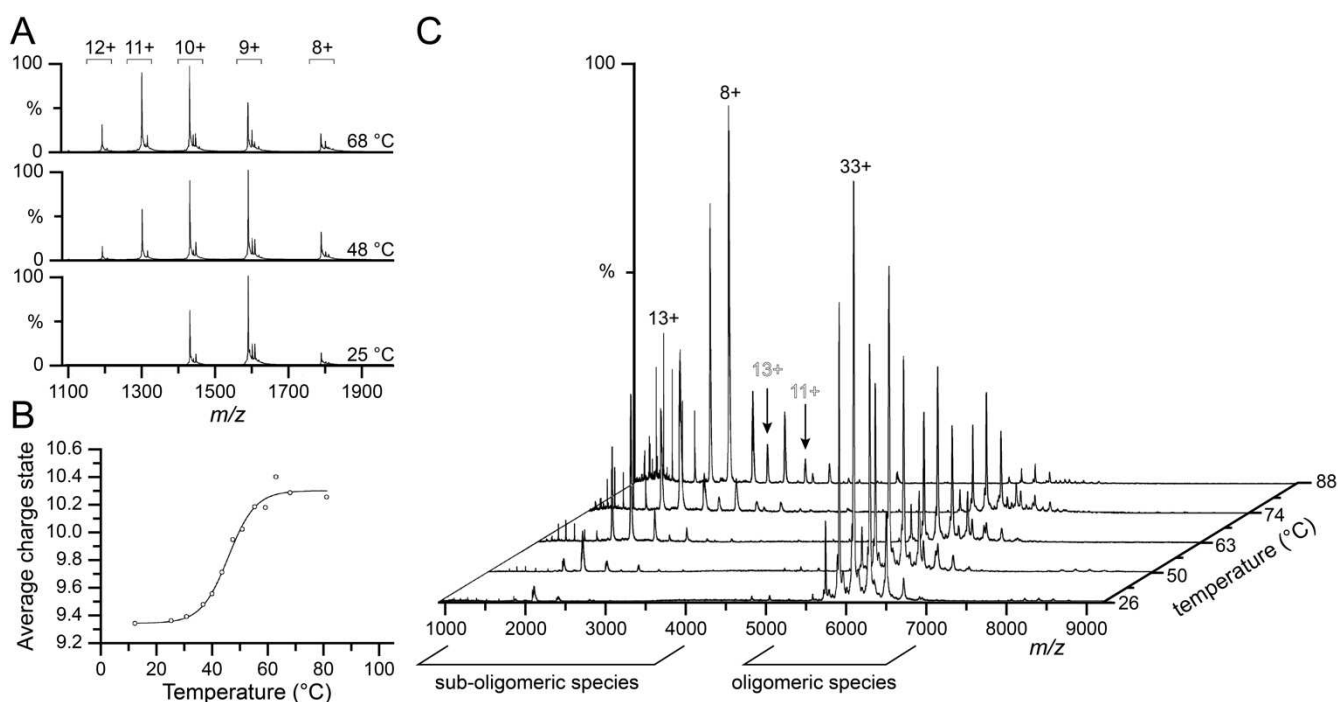 A
12+ 11+ 10+ 9+ 8+
100
%
0
68 °C
100
%
0
48 °C
100
%
0
25 °C
1100 1300 1500 1700 1900
m/z
B
Average charge state
10.6
10.4
10.2
10.0
9.8
9.6
9.4
9.2
0 20 40 60 80 100
Temperature (°C)
C
100
%
8+
33+
13+
13+
11+
88
74
63
50
26
temperature (°C)
1000 2000 3000 4000 5000 6000 7000 8000 9000
m/z
sub-oligomeric species
oligomeric species